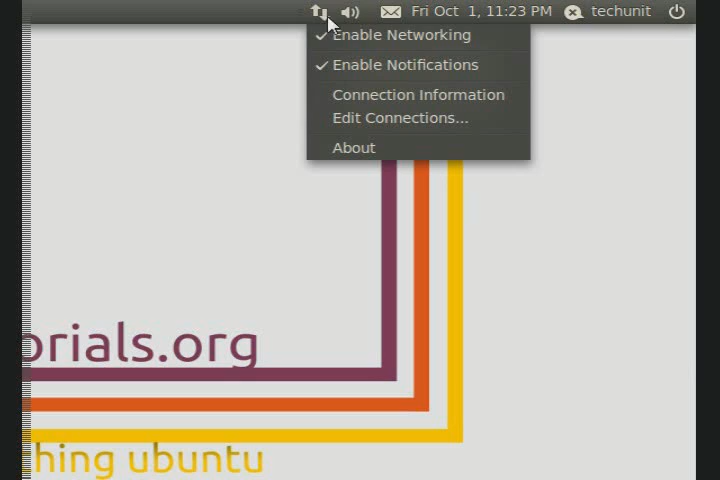 Fri Oct 1, 11:23 PM techunit
Enable Networking
Enable Notifications
Connection Information
Edit Connections...
About
orials.org
hing ubuntu